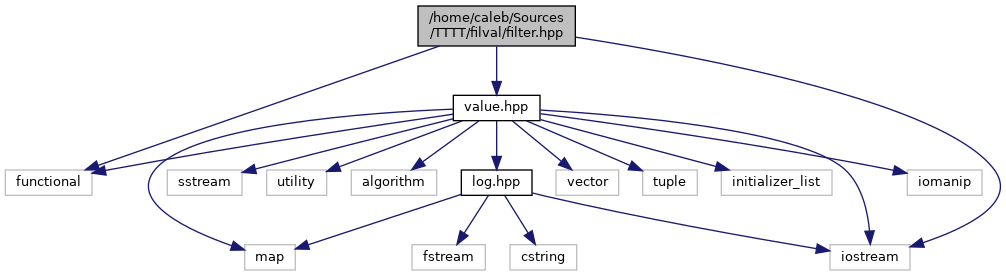 /home/caleb/Sources
/TTTT/filval/filter.hpp
value.hpp
functional
sstream
utility
algorithm
log.hpp
vector
tuple
initializer_list
iomanip
map
fstream
cstring
iostream